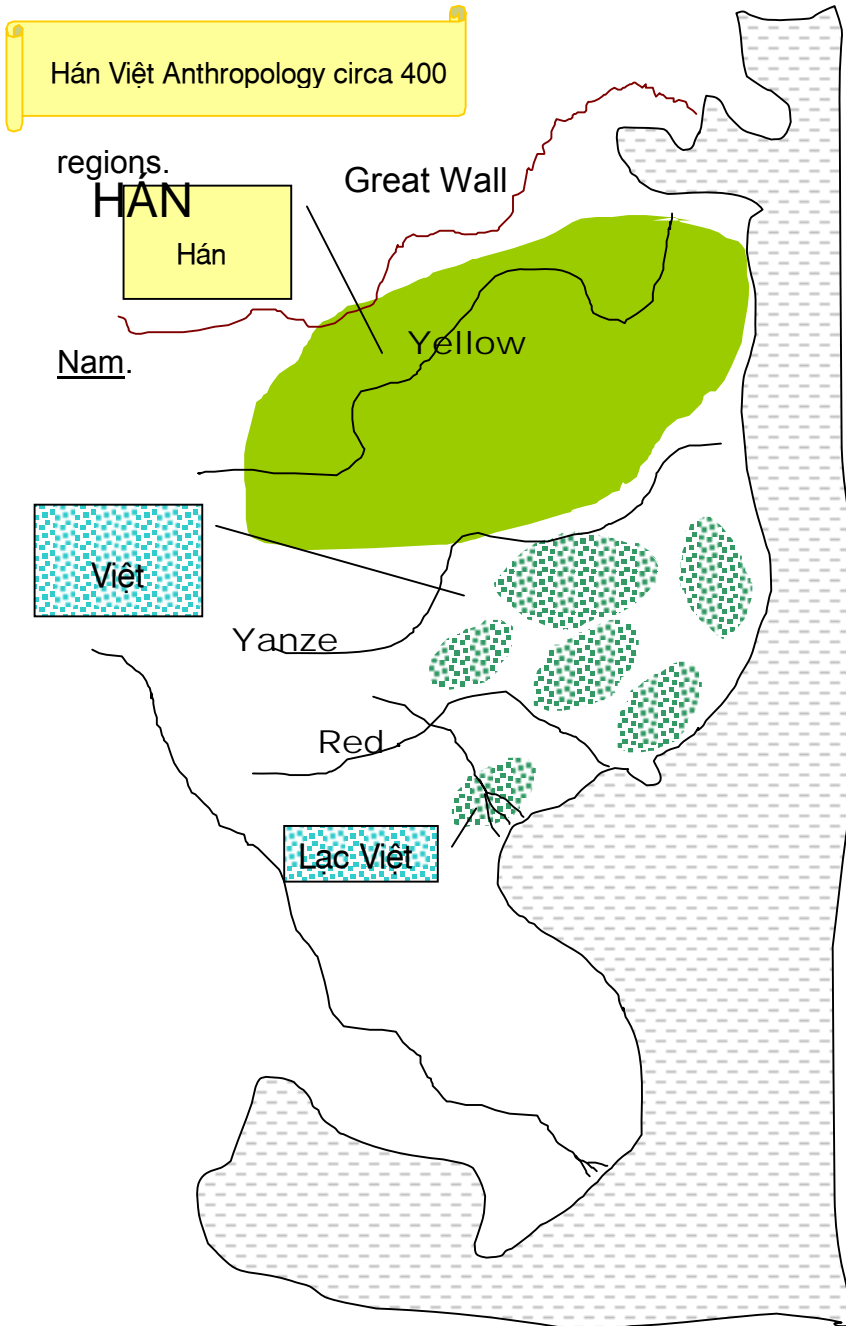 Hán Việt Anthropology circa 400
regions.
HÁN
Great Wall
Hán
Yellow
Nam.
Việt
Yanze
Red
Lạc Việt